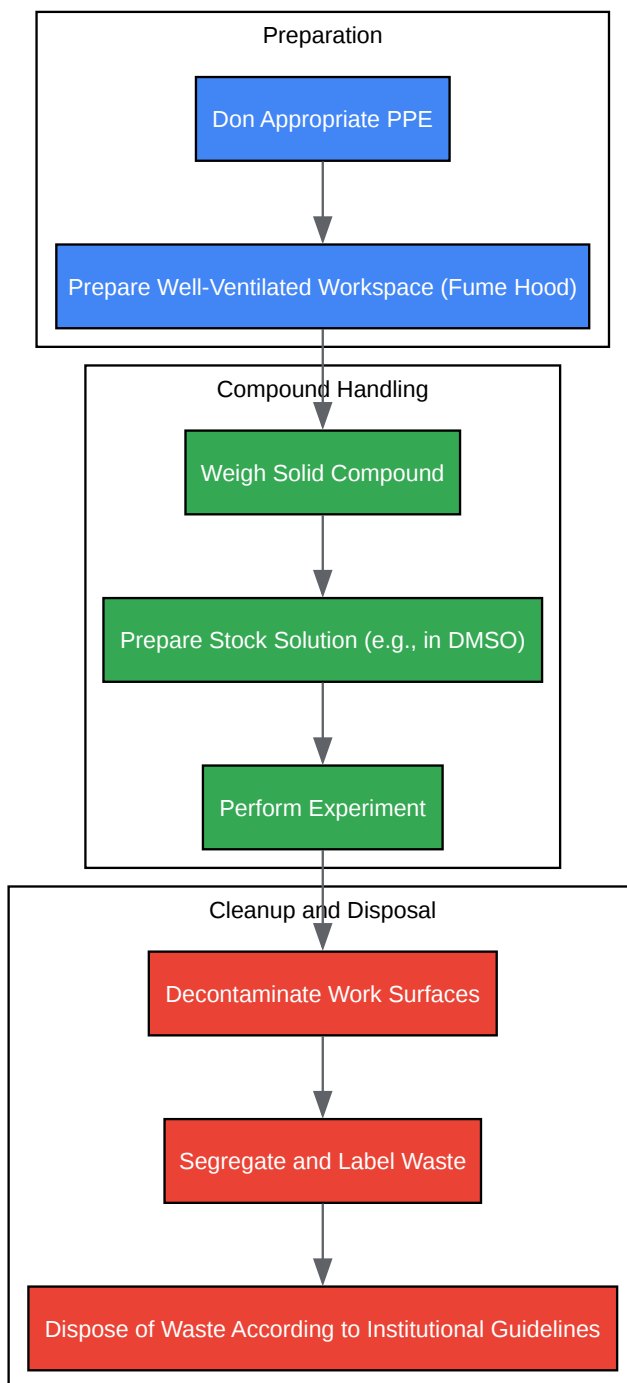 Preparation
Don Appropriate PPE
Prepare Well-Ventilated Workspace (Fume Hood)
Compound Handling
Weigh Solid Compound
Prepare Stock Solution (e.g., in DMSO)
Perform Experiment
Cleanup and Disposal
Decontaminate Work Surfaces
Segregate and Label Waste
Dispose of Waste According to Institutional Guidelines